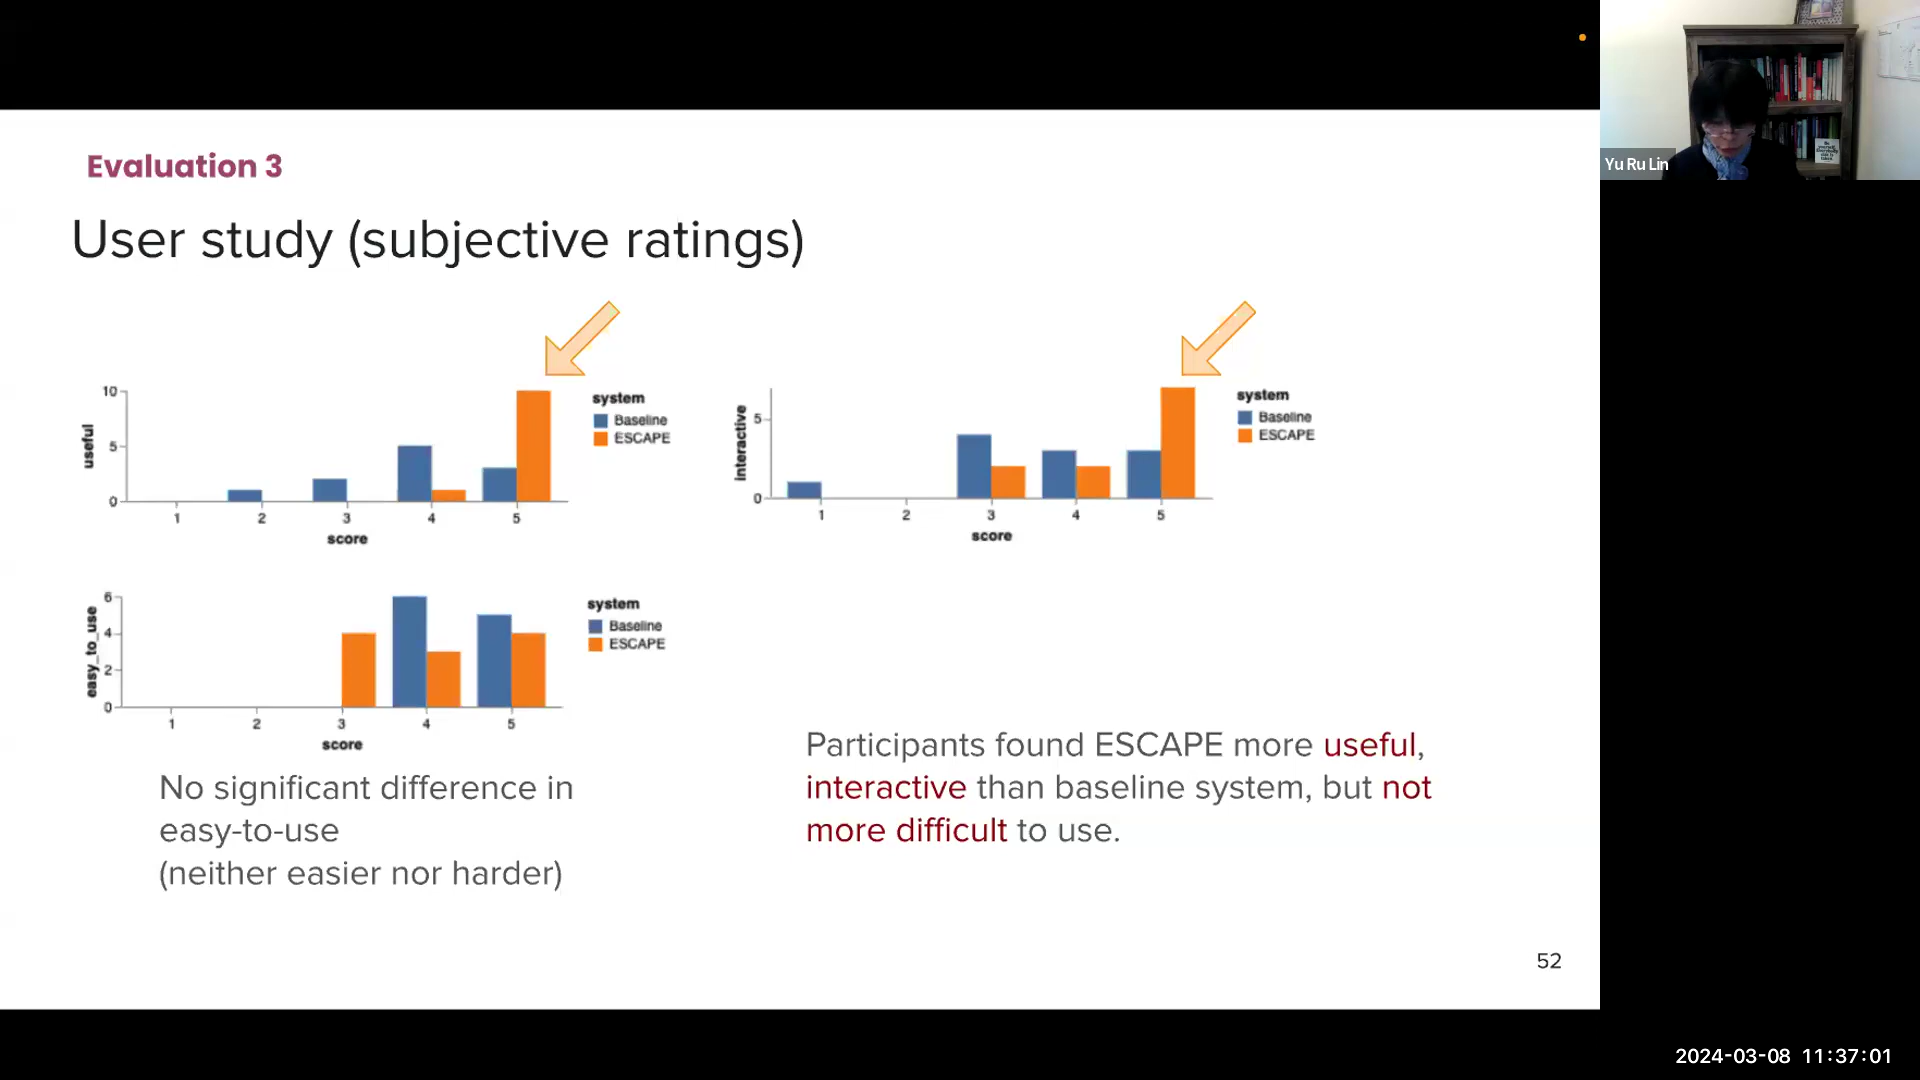 Evaluation 3
User study (subjective ratings)
10
5
0
useful
1 2 3 4 5
score
system
Baseline
ESCAPE
5
0
interactive
1 2 3 4 5
score
system
Baseline
ESCAPE
6
4
2
0
easy_to_use
1 2 3 4 5
score
system
Baseline
ESCAPE
No significant difference in
easy-to-use
(neither easier nor harder)
Participants found ESCAPE more useful,
interactive than baseline system, but not
more difficult to use.
52
Yu Ru Lin
2024-03-08 11:37:01